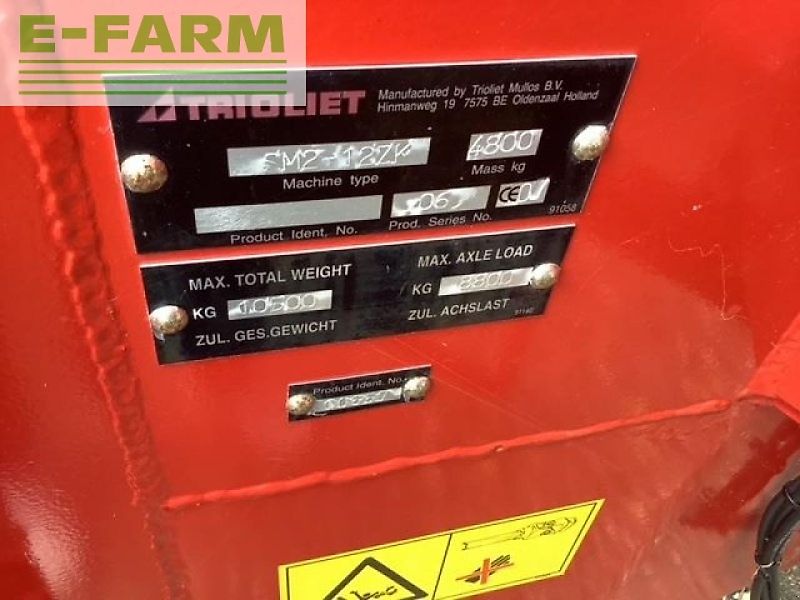 E-FARM
TRIOLIET
Manufactured by Trioliet Mullos B.V.
Hinmanweg 19 7575 BE Oldenzaal Holland
SM2-12ZK
4800
Machine type
Mass kg
06
CE 07
Product Ident. No.
Prod. Series No.
91058
MAX. TOTAL WEIGHT
MAX. AXLE LOAD
KG 10500
KG 8800
ZUL. GES.GEWICHT
ZUL. ACHSLAST
Product Ident. No.